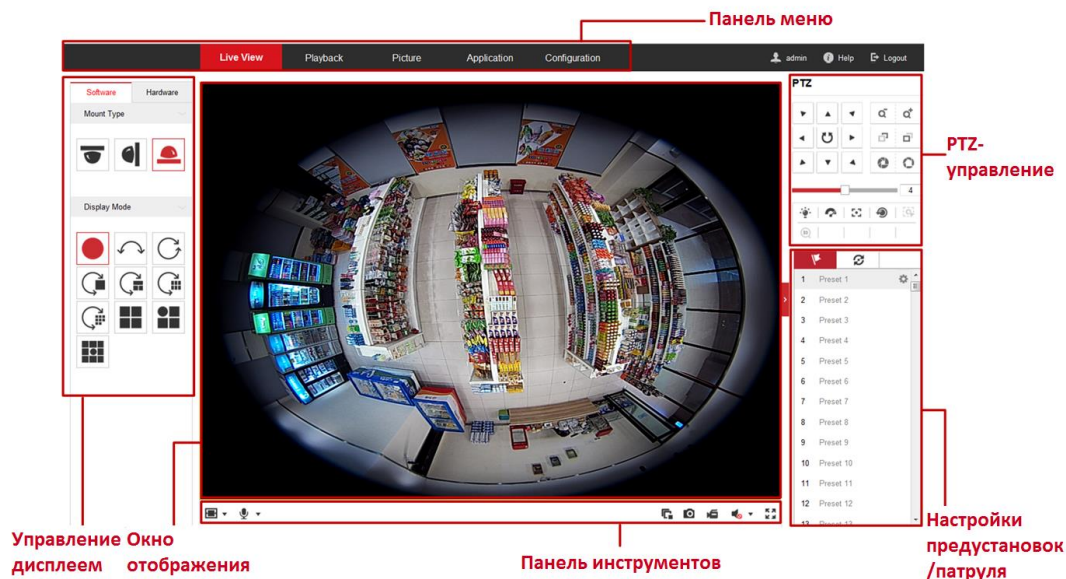 Панель меню
Live View Playback Picture Application Configuration admin Help Logout
Software Hardware
Mount Type
Display Mode
PTZ
4
PTZ-
управление
1 Preset 1
2 Preset 2
3 Preset 3
4 Preset 4
5 Preset 5
6 Preset 6
7 Preset 7
8 Preset 8
9 Preset 9
10 Preset 10
11 Preset 11
12 Preset 12
13 Preset 13
Управление
дисплеем
Окно
отображения
Панель инструментов
Настройки
предустановок
/патруля